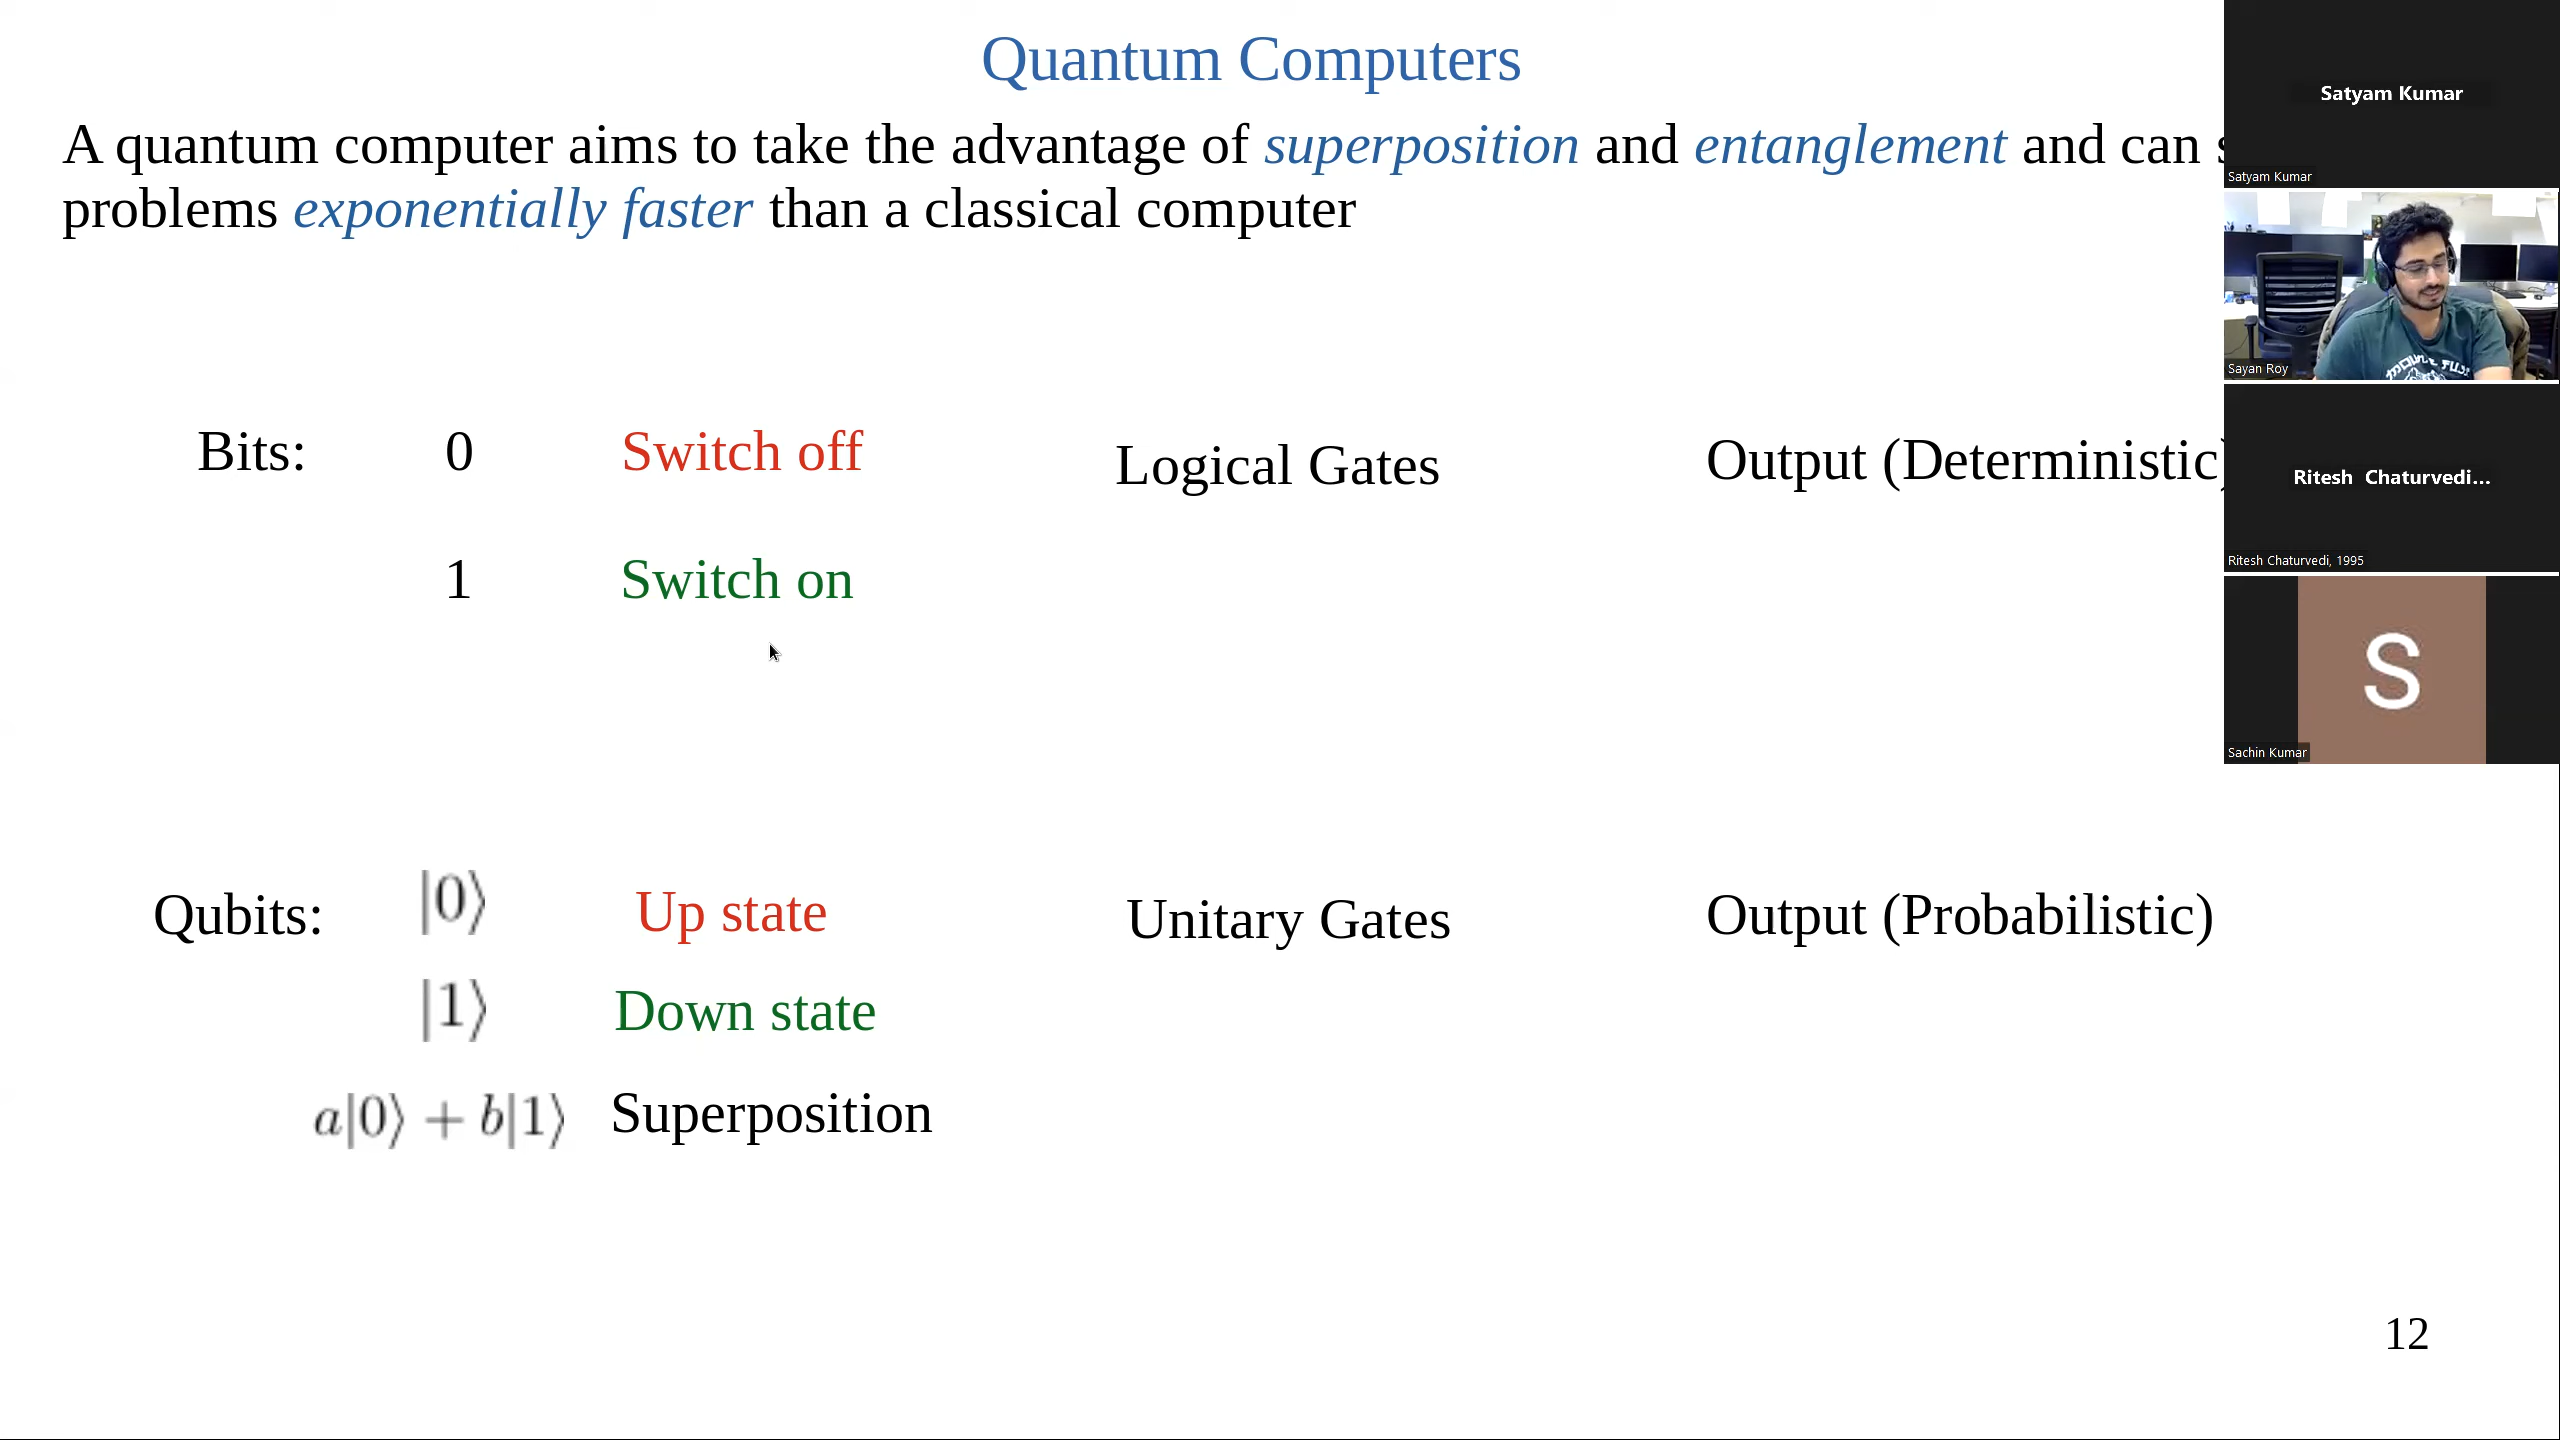 Quantum Computers
A quantum computer aims to take the advantage of superposition and entanglement and can
problems exponentially faster than a classical computer
Bits: 0 Switch off Logical Gates Output (Deterministic)
1 Switch on
Qubits: |0⟩ Up state Unitary Gates Output (Probabilistic)
|1⟩ Down state
a|0⟩ + b|1⟩ Superposition
12
Satyam Kumar
Satyam Kumar
Sayan Roy
Ritesh Chaturvedi...
Ritesh Chaturvedi, 1995
S
Sachin Kumar